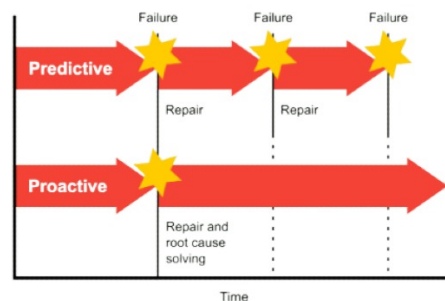 Failure Failure Failure
Predictive
Repair Repair
Proactive
Repair and
root cause
solving
Time